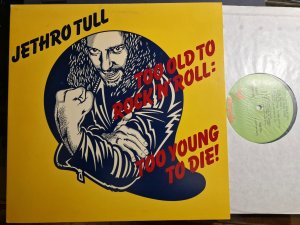 JETHRO TULL
TOO OLD TO
ROCK 'N' ROLL:
TOO YOUNG
TO DIE!